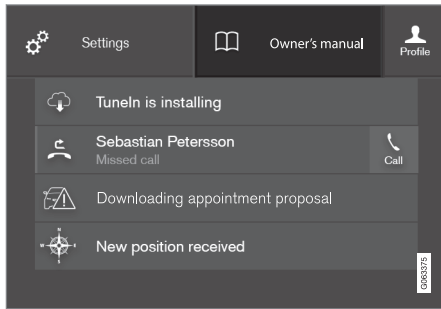 Settings
Owner's manual
Profile
TuneIn is installing
Sebastian Petersson
Missed call
Call
Downloading appointment proposal
N
W
E
S
New position received
G063375